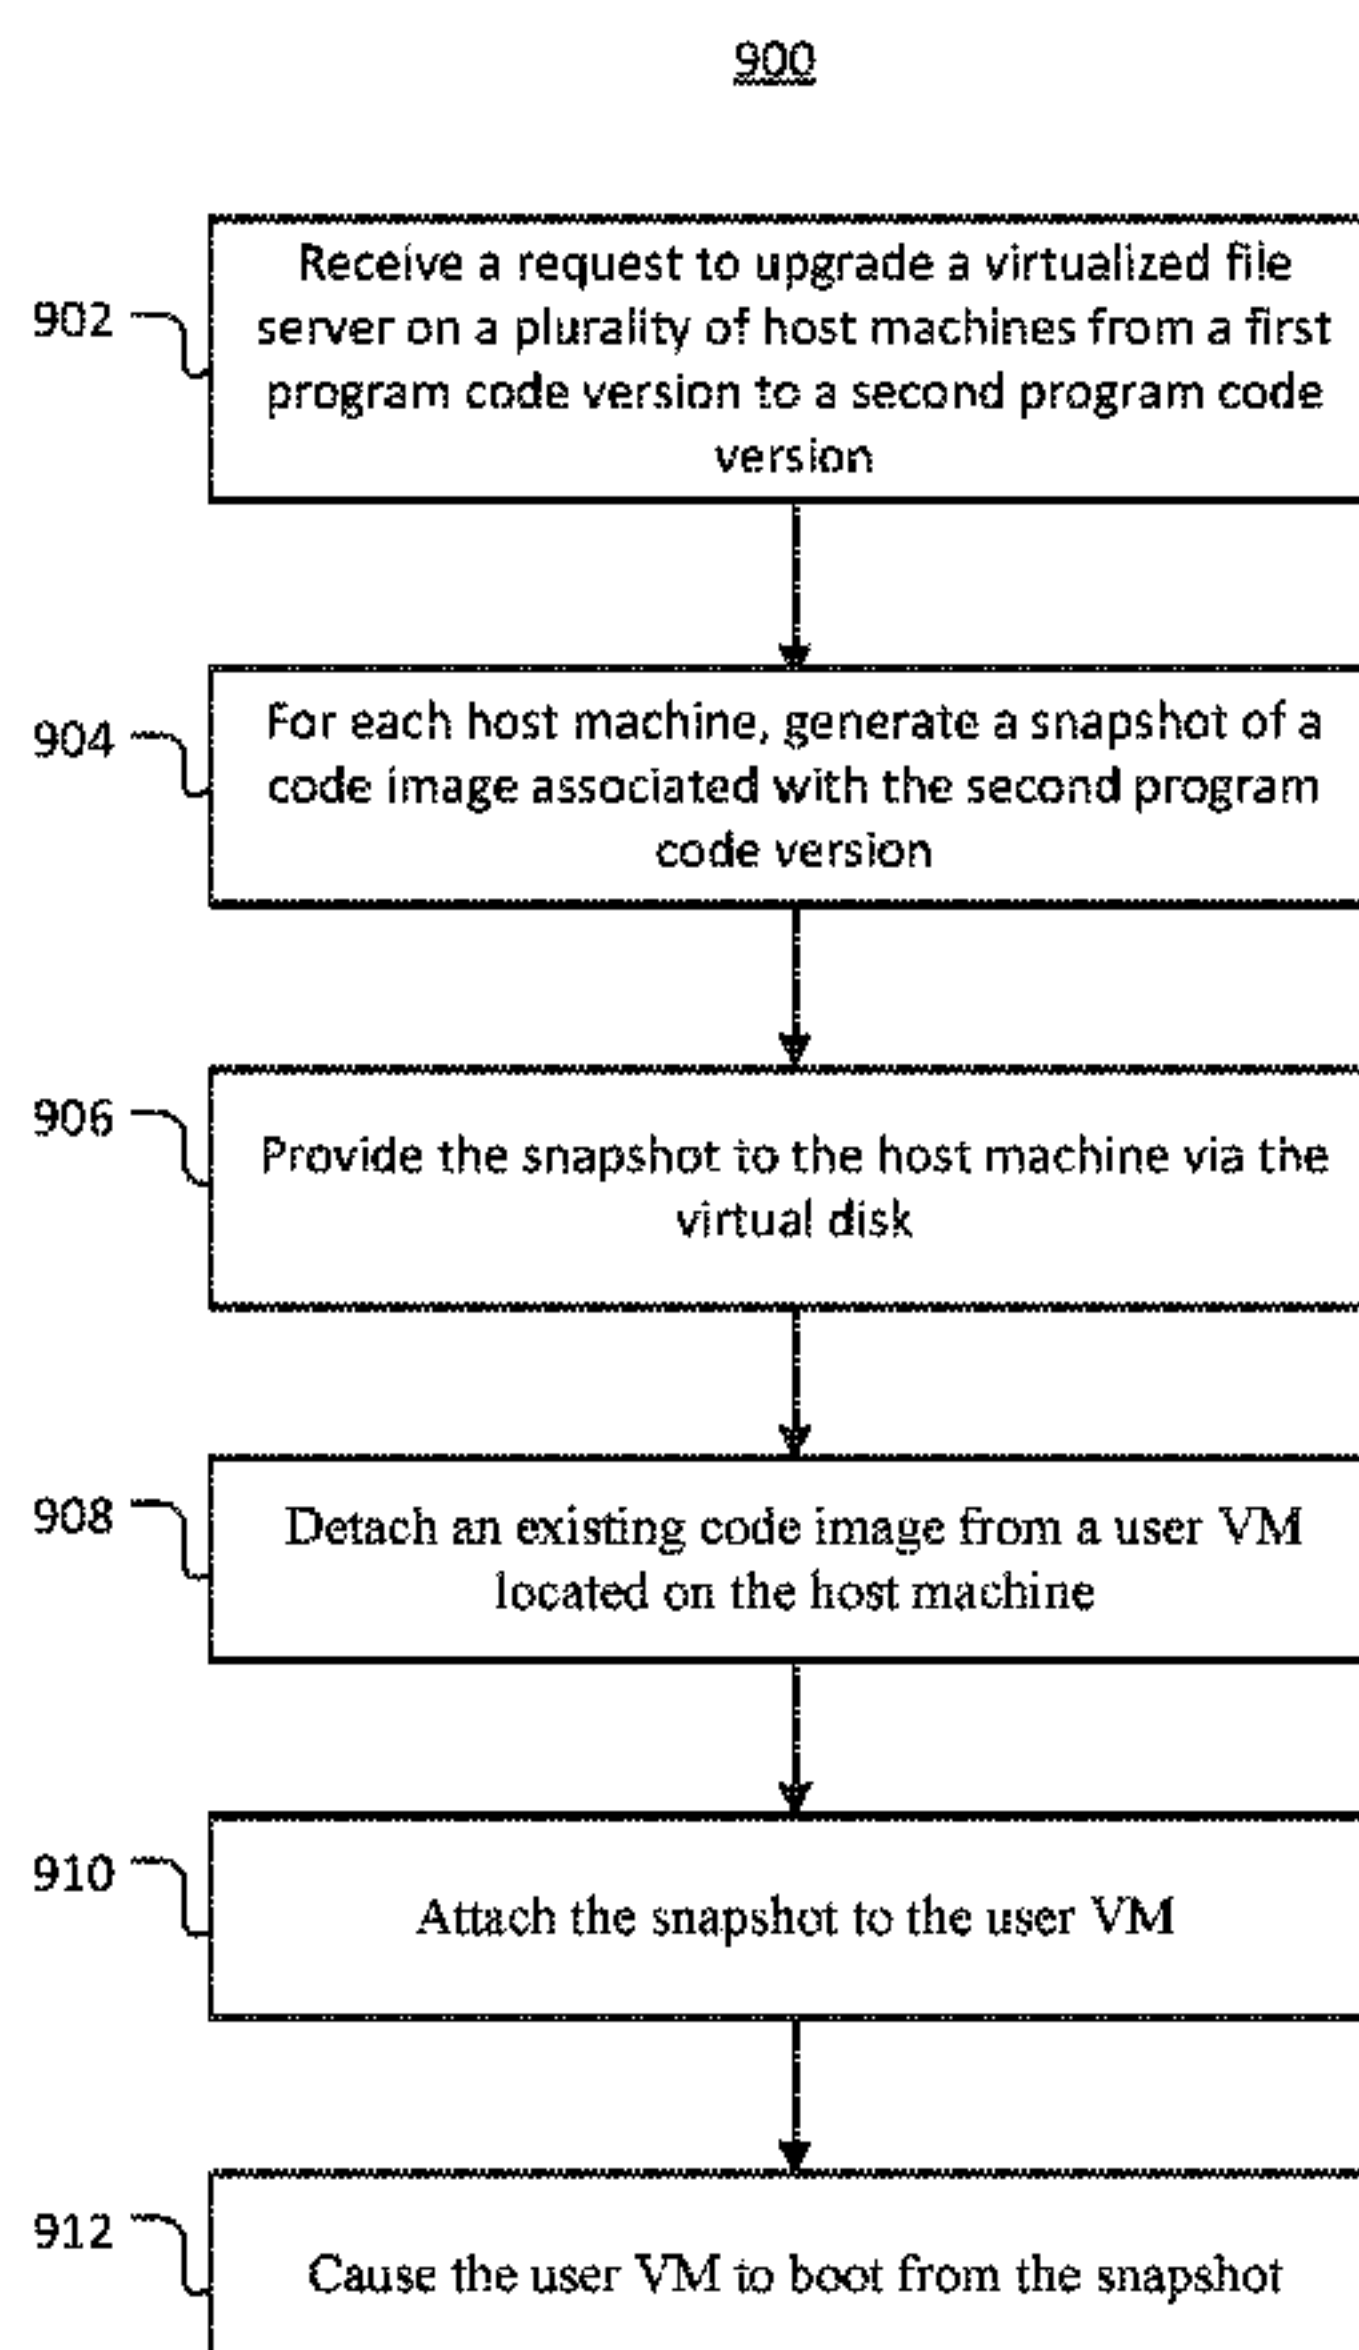 900
902
Receive a request to upgrade a virtualized file
server on a plurality of host machines from a first
program code version to a second program code
version
904
For each host machine, generate a snapshot of a
code image associated with the second program
code version
906
Provide the snapshot to the host machine via the
virtual disk
908
Detach an existing code image from a user VM
located on the host machine
910
Attach the snapshot to the user VM
912
Cause the user VM to boot from the snapshot